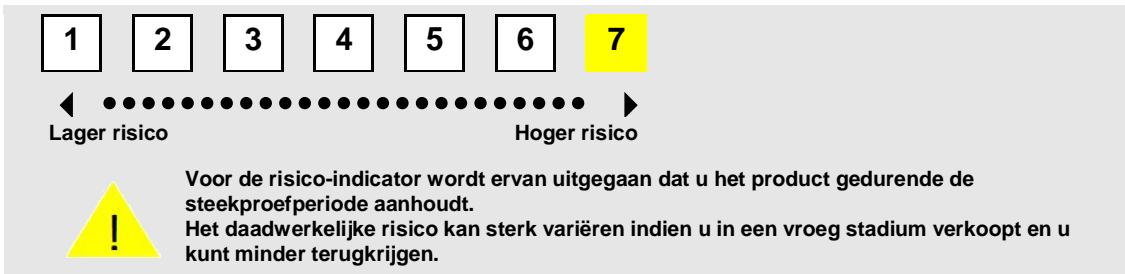 1 2 3 4 5 6 7
Lager risico Hoger risico
! Voor de risico-indicator wordt ervan uitgegaan dat u het product gedurende de
steekproefperiode aanhoudt.
Het daadwerkelijke risico kan sterk variëren indien u in een vroeg stadium verkoopt en u
kunt minder terugkrijgen.